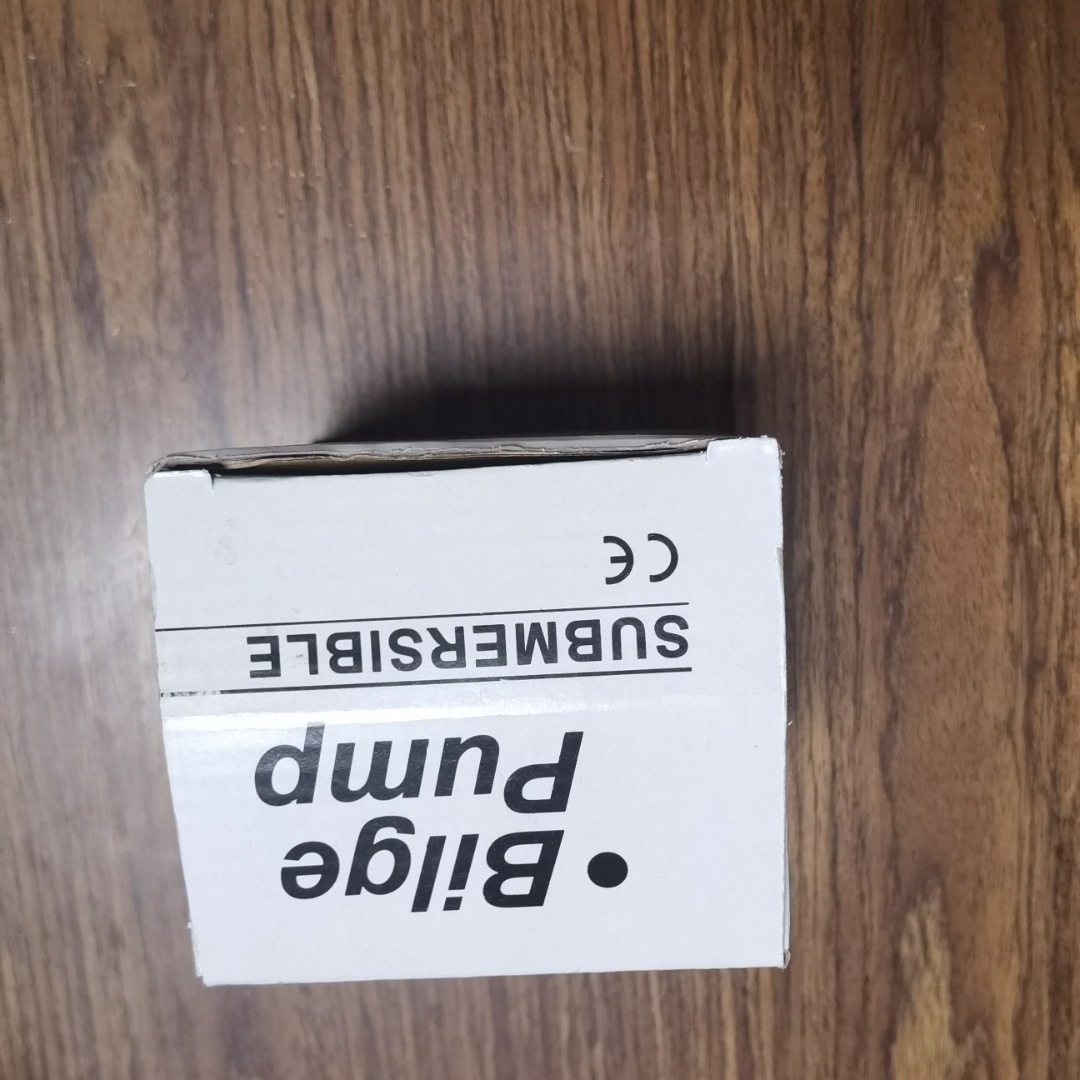 • Bilge
Pump
SUBMERSIBLE
CE